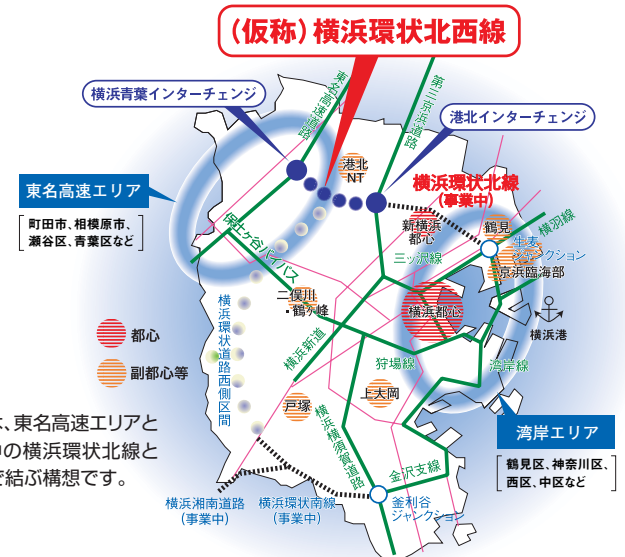 (仮称)横浜環状北西線
東名高速道路
第三京浜道路
横浜青葉インターチェンジ
港北インターチェンジ
港北
NT
東名高速エリア
町田市、相模原市、
瀬谷区、青葉区など
横浜環状北線
(事業中)
新横浜
都心
鶴見
横羽線
生麦
ジャンクション
京浜臨海部
保土ヶ谷バイパス
三ッ沢線
二俣川
・鶴ヶ峰
横浜都心
横浜港
横浜環状道路西側区間
横浜新道
狩場線
湾岸線
都心
副都心等
戸塚
上大岡
横浜横須賀道路
金沢支線
は、東名高速エリアと
中の横浜環状北線と
で結ぶ構想です。
湾岸エリア
鶴見区、神奈川区、
西区、中区など
横浜湘南道路
(事業中)
横浜環状南線
(事業中)
釜利谷
ジャンクション